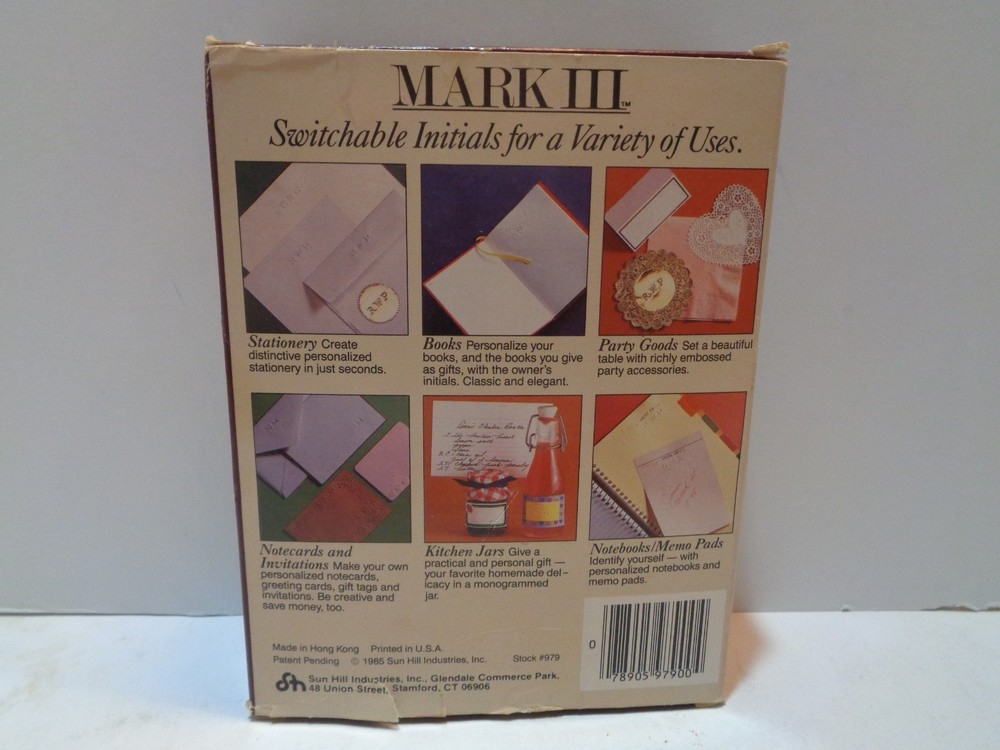 MARK III™
Switchable Initials for a Variety of Uses.
RWP
RWP
Stationery Create
distinctive personalized
stationery in just seconds.
Books Personalize your
books, and the books you give
as gifts, with the owner's
initials. Classic and elegant.
Party Goods Set a beautiful
table with richly embossed
party accessories.
Notecards and
Invitations Make your own
personalized notecards,
greeting cards, gift tags and
invitations. Be creative and
save money, too.
Kitchen Jars Give a
practical and personal gift —
your favorite homemade del-
icacy in a monogrammed
jar.
Notebooks/Memo Pads
Identify yourself — with
personalized notebooks and
memo pads.
Made in Hong Kong Printed in U.S.A.
Patent Pending © 1985 Sun Hill Industries, Inc. Stock #979
sh Sun Hill Industries, Inc., Glendale Commerce Park,
48 Union Street, Stamford, CT 06906
0 78905 97900